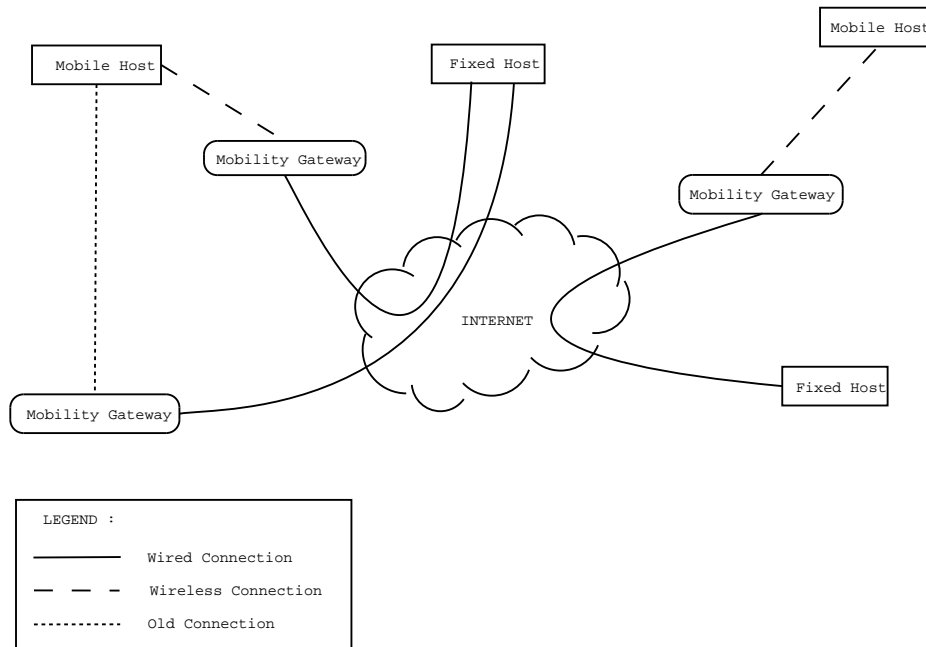 Mobile Host
Fixed Host
Mobile Host
Mobility Gateway
Mobility Gateway
INTERNET
Fixed Host
Mobility Gateway
LEGEND :
Wired Connection
Wireless Connection
Old Connection